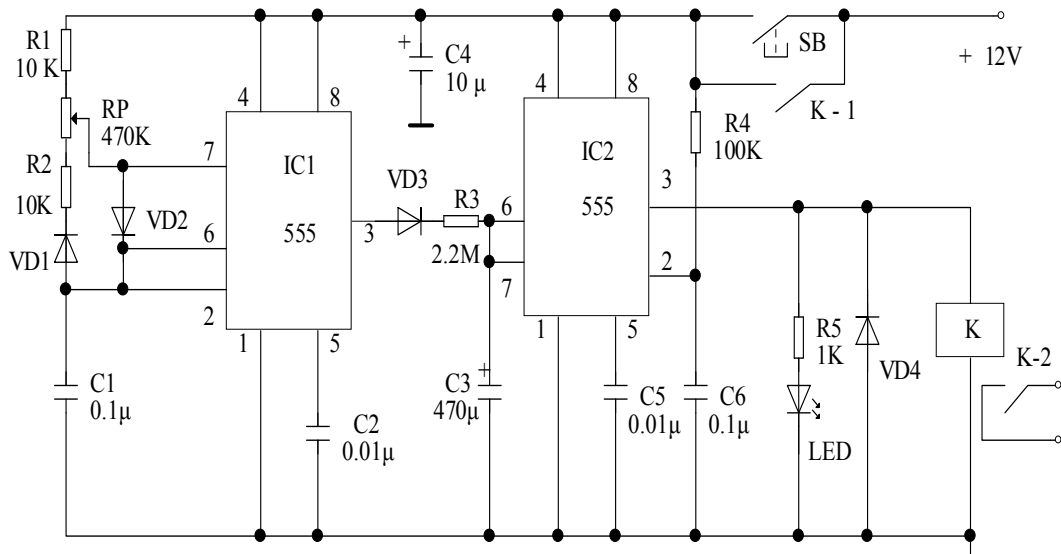 R1
10 K
RP
470K
R2
10K
VD1
VD2
C1
0.1μ
4
8
7
6
2
1
5
3
IC1
555
C2
0.01μ
+
C4
10 μ
VD3
R3
2.2M
+
C3
470μ
4
8
6
7
1
5
3
2
IC2
555
C5
0.01μ
C6
0.1μ
R4
100K
SB
K - 1
+ 12V
R5
1K
LED
VD4
K
K-2